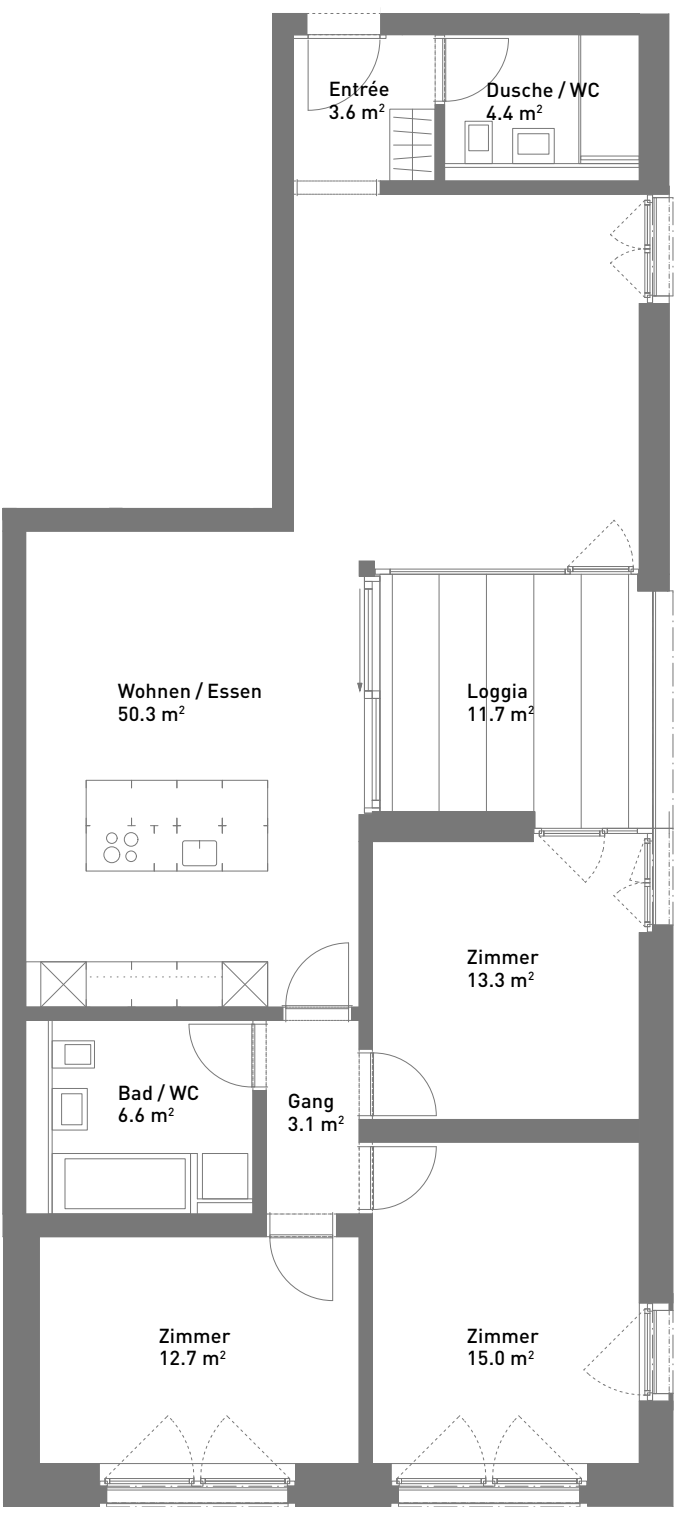 Entrée
3.6 m²
Dusche / WC
4.4 m²
Wohnen / Essen
50.3 m²
Loggia
11.7 m²
Zimmer
13.3 m²
Bad / WC
6.6 m²
Gang
3.1 m²
Zimmer
12.7 m²
Zimmer
15.0 m²